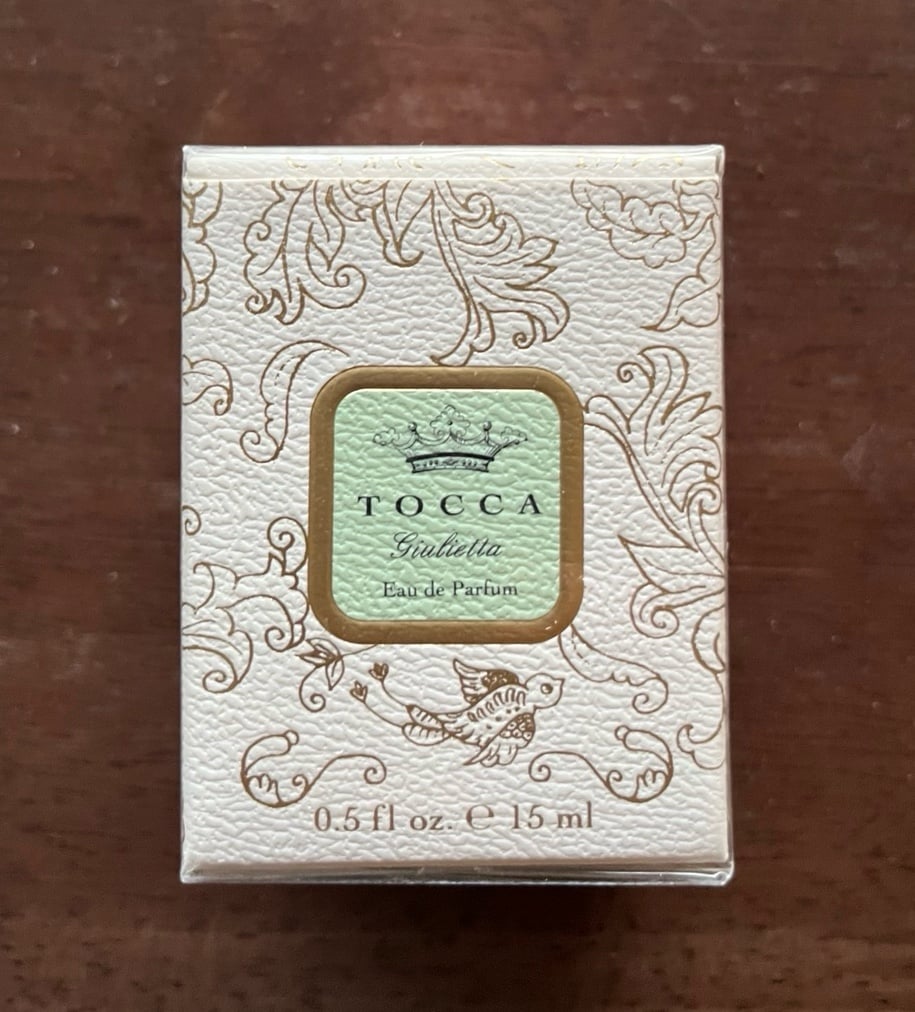 TOCCA
Giulietta
Eau de Parfum
0.5 fl oz. ℮ 15 ml